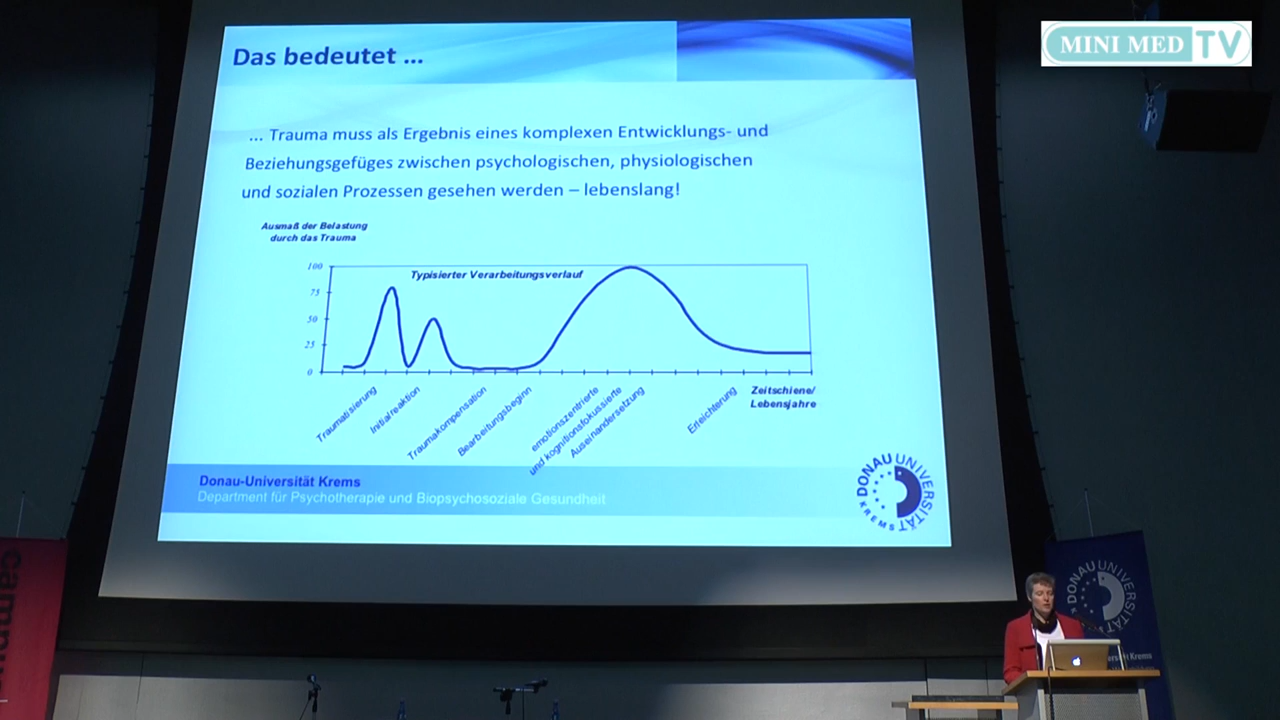 MINI MED TV
Das bedeutet ...
... Trauma muss als Ergebnis eines komplexen Entwicklungs- und
Beziehungsgefüges zwischen psychologischen, physiologischen
und sozialen Prozessen gesehen werden – lebenslang!
Ausmaß der Belastung
durch das Trauma
Typisierter Verarbeitungsverlauf
100
75
50
25
0
Traumatisierung
Initialreaktion
Traumakompensation
Bearbeitungsbeginn
emotionszentrierte
und kognitionsfokussierte
Auseinandersetzung
Erleichterung
Zeitschiene/
Lebensjahre
Donau-Universität Krems
Department für Psychotherapie und Biopsychosoziale Gesundheit
DONAU UNIVERSITÄT KREMS
DONAU UNIVERSITÄT
Krems